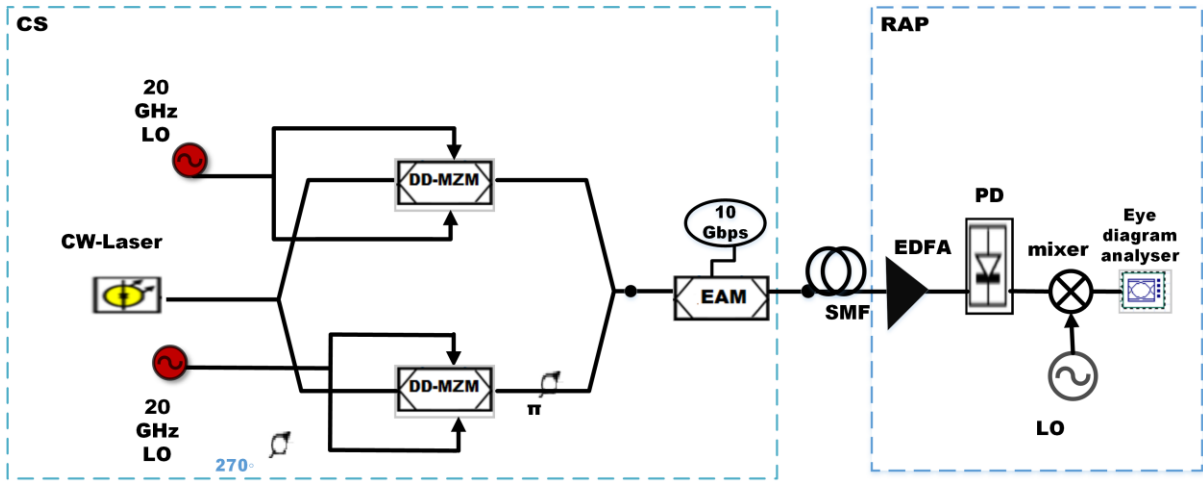 CS
RAP
20
GHz
LO
DD-MZM
CW-Laser
10
Gbps
EAM
SMF
EDFA
PD
mixer
Eye
diagram
analyser
LO
DD-MZM
π
20
GHz
LO
270◦